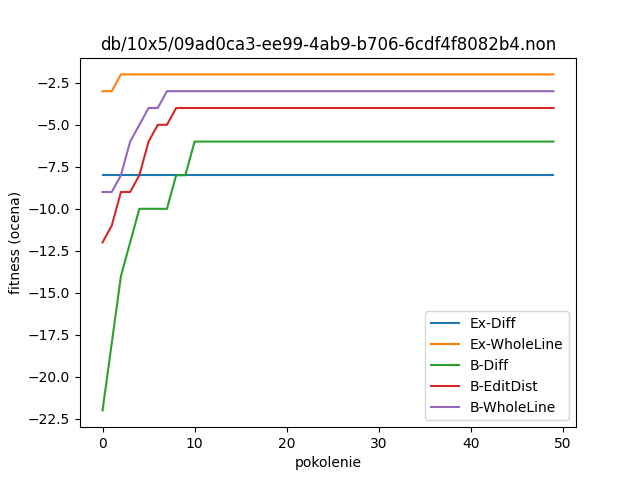 db/10x5/09ad0ca3-ee99-4ab9-b706-6cdf4f8082b4.non
−2.5
−5.0
−7.5
−10.0
−12.5
−15.0
−17.5
−20.0
−22.5
fitness (ocena)
0 10 20 30 40 50
pokolenie
Ex-Diff
Ex-WholeLine
B-Diff
B-EditDist
B-WholeLine